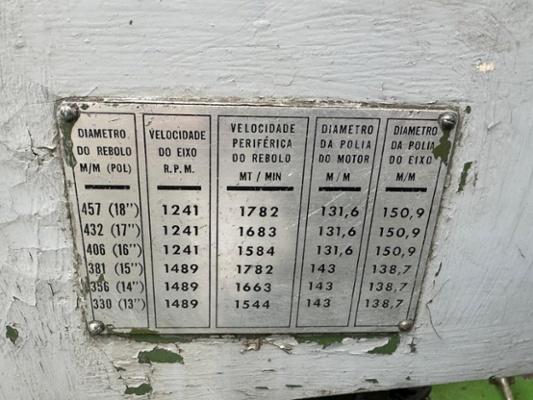 DIAMETRO DO REBOLO M/M (POL) | VELOCIDADE DO EIXO R.P.M. | VELOCIDADE PERIFÉRICA DO REBOLO MT / MIN | DIAMETRO DA POLIA DO MOTOR M / M | DIAMETRO DA POLIA DO EIXO M/M
457 (18") 1241 1782 131,6 150,9
432 (17") 1241 1683 131,6 150,9
406 (16") 1241 1584 131,6 150,9
381 (15") 1489 1782 143 138,7
356 (14") 1489 1663 143 138,7
330 (13") 1489 1544 143 138,7